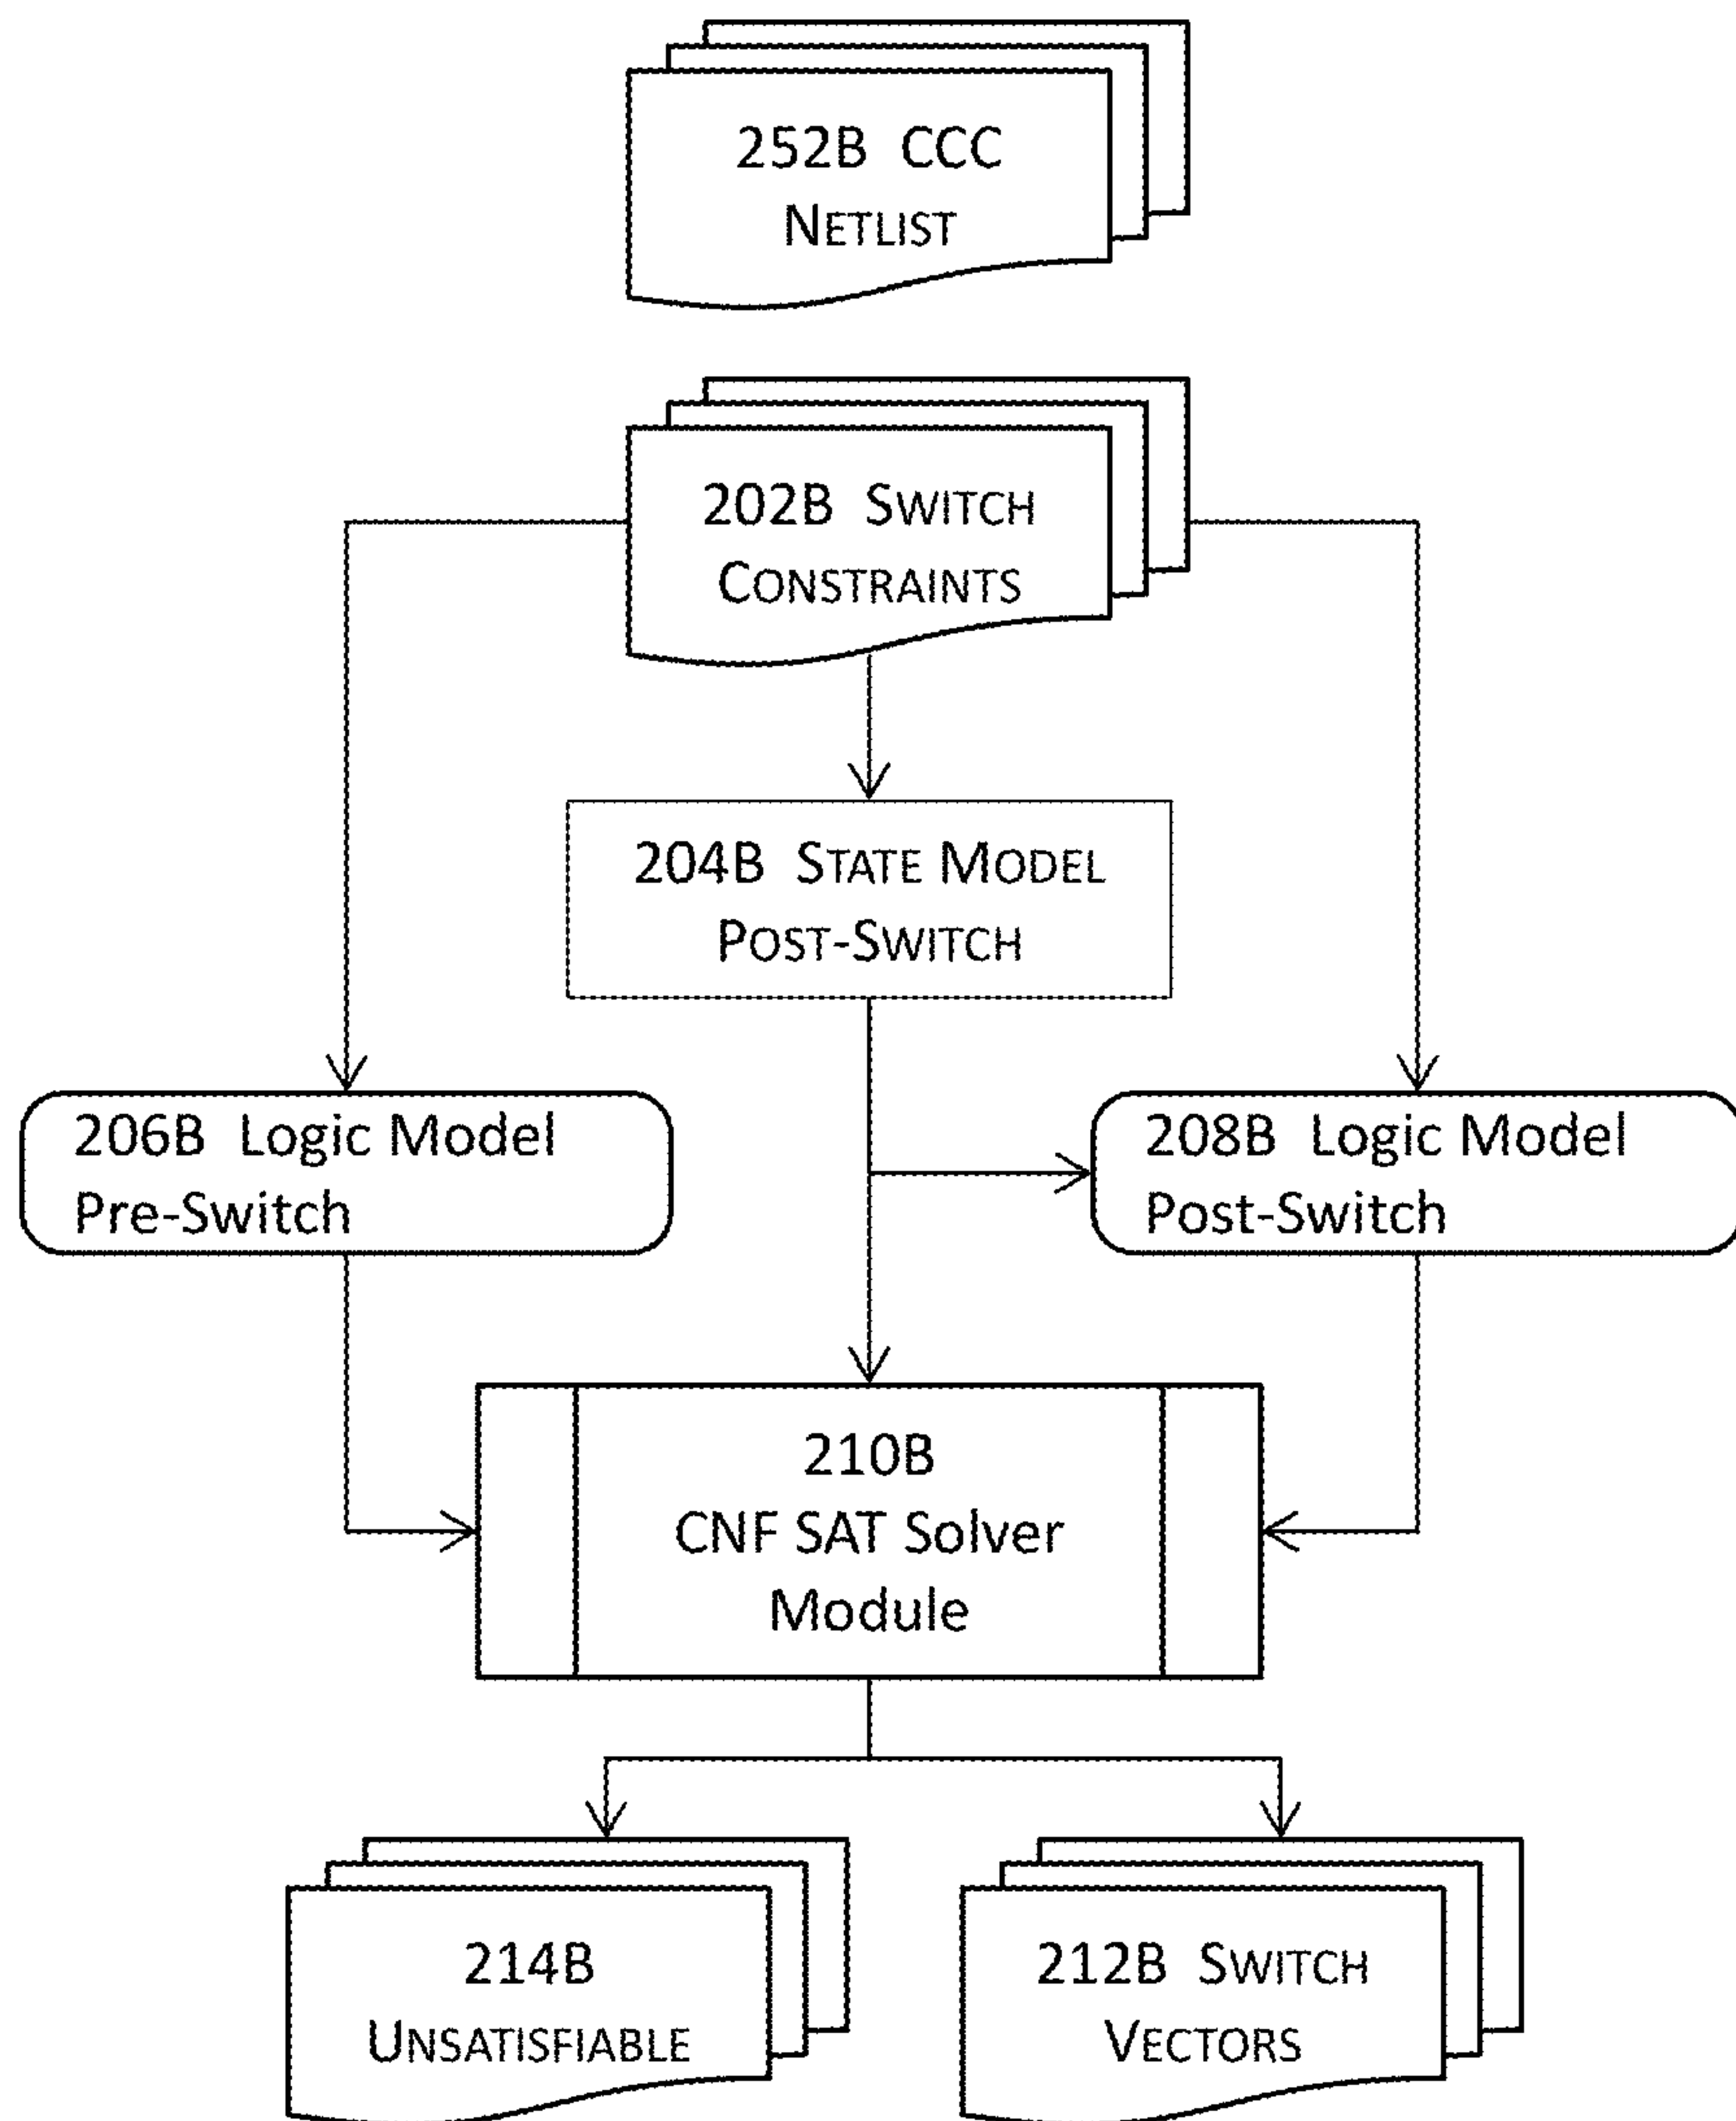 252B CCC
NETLIST
202B SWITCH
CONSTRAINTS
204B STATE MODEL
POST-SWITCH
206B Logic Model
Pre-Switch
208B Logic Model
Post-Switch
210B
CNF SAT Solver
Module
214B
UNSATISFIABLE
212B SWITCH
VECTORS